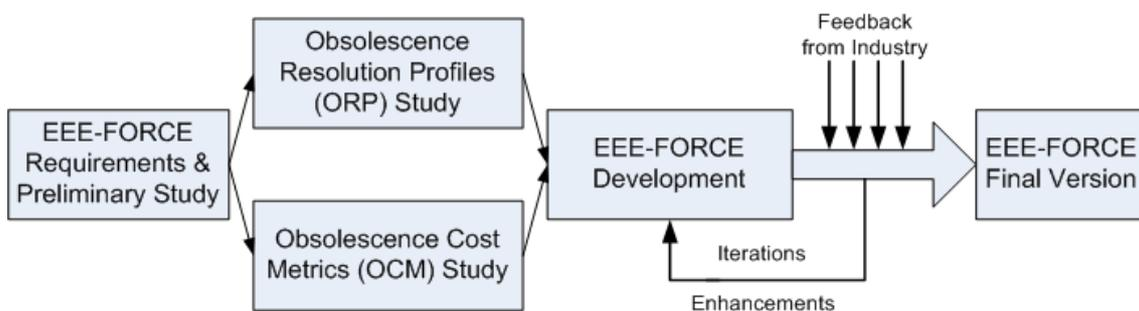 EEE-FORCE
Requirements &
Preliminary Study
Obsolescence
Resolution Profiles
(ORP) Study
Obsolescence Cost
Metrics (OCM) Study
EEE-FORCE
Development
Feedback
from Industry
Iterations
Enhancements
EEE-FORCE
Final Version